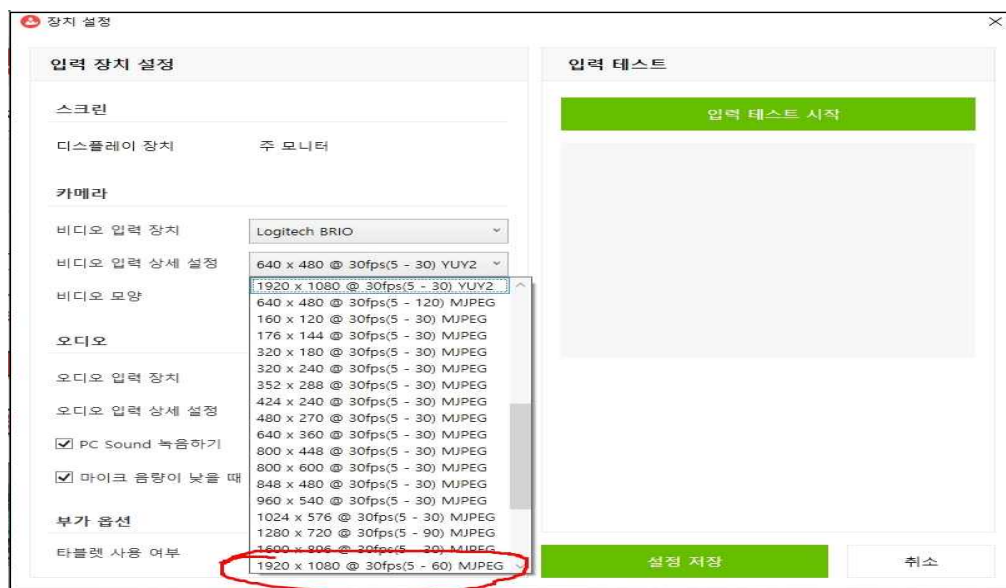 장치 설정
입력 장치 설정
스크린
디스플레이 장치 주 모니터
카메라
비디오 입력 장치 Logitech BRIO
비디오 입력 상세 설정 640 x 480 @ 30fps(5 - 30) YUY2
비디오 모양
오디오
오디오 입력 장치
오디오 입력 상세 설정
PC Sound 녹음하기
마이크 음량이 낮을 때
부가 옵션
타블렛 사용 여부
1920 x 1080 @ 30fps(5 - 30) YUY2
640 x 480 @ 30fps(5 - 120) MJPEG
160 x 120 @ 30fps(5 - 30) MJPEG
176 x 144 @ 30fps(5 - 30) MJPEG
320 x 180 @ 30fps(5 - 30) MJPEG
320 x 240 @ 30fps(5 - 30) MJPEG
352 x 288 @ 30fps(5 - 30) MJPEG
424 x 240 @ 30fps(5 - 30) MJPEG
480 x 270 @ 30fps(5 - 30) MJPEG
640 x 360 @ 30fps(5 - 30) MJPEG
800 x 448 @ 30fps(5 - 30) MJPEG
800 x 600 @ 30fps(5 - 30) MJPEG
848 x 480 @ 30fps(5 - 30) MJPEG
960 x 540 @ 30fps(5 - 30) MJPEG
1024 x 576 @ 30fps(5 - 30) MJPEG
1280 x 720 @ 30fps(5 - 90) MJPEG
1600 x 896 @ 30fps(5 - 30) MJPEG
1920 x 1080 @ 30fps(5 - 60) MJPEG
입력 테스트
입력 테스트 시작
설정 저장 취소